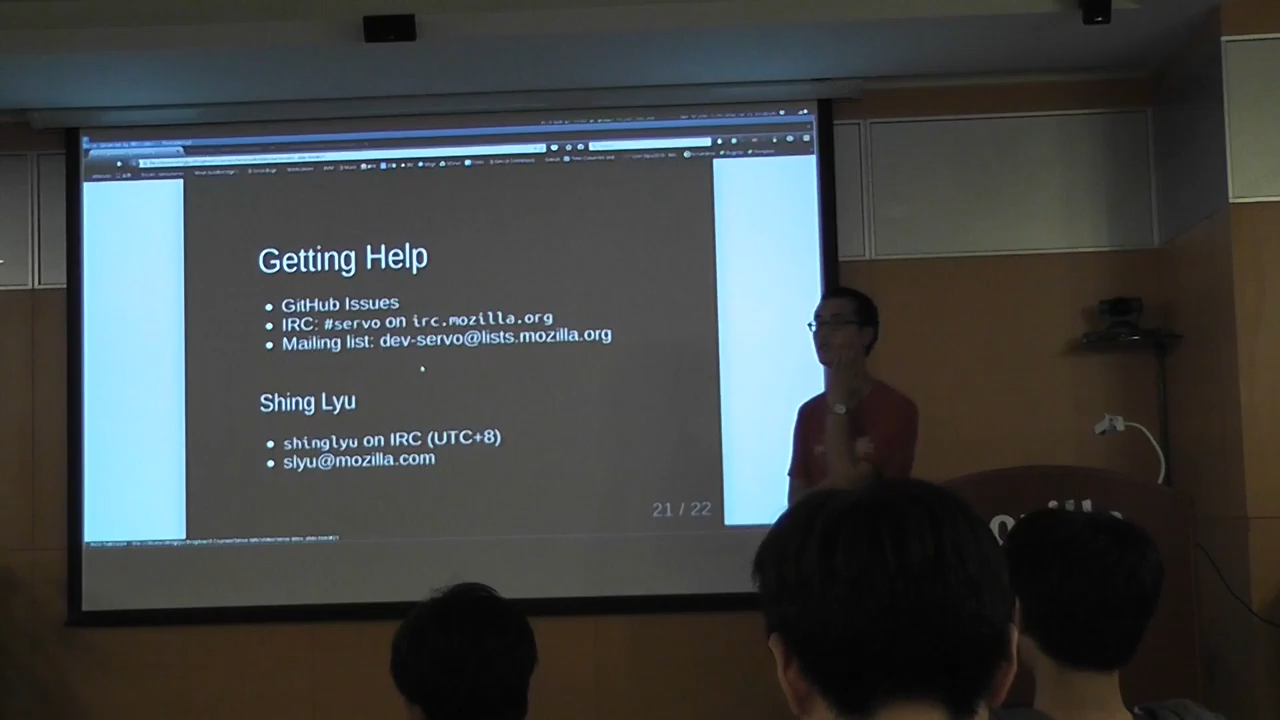 Getting Help
GitHub Issues
IRC: #servo on irc.mozilla.org
Mailing list: dev-servo@lists.mozilla.org
Shing Lyu
shinglyu on IRC (UTC+8)
slyu@mozilla.com
21 / 22